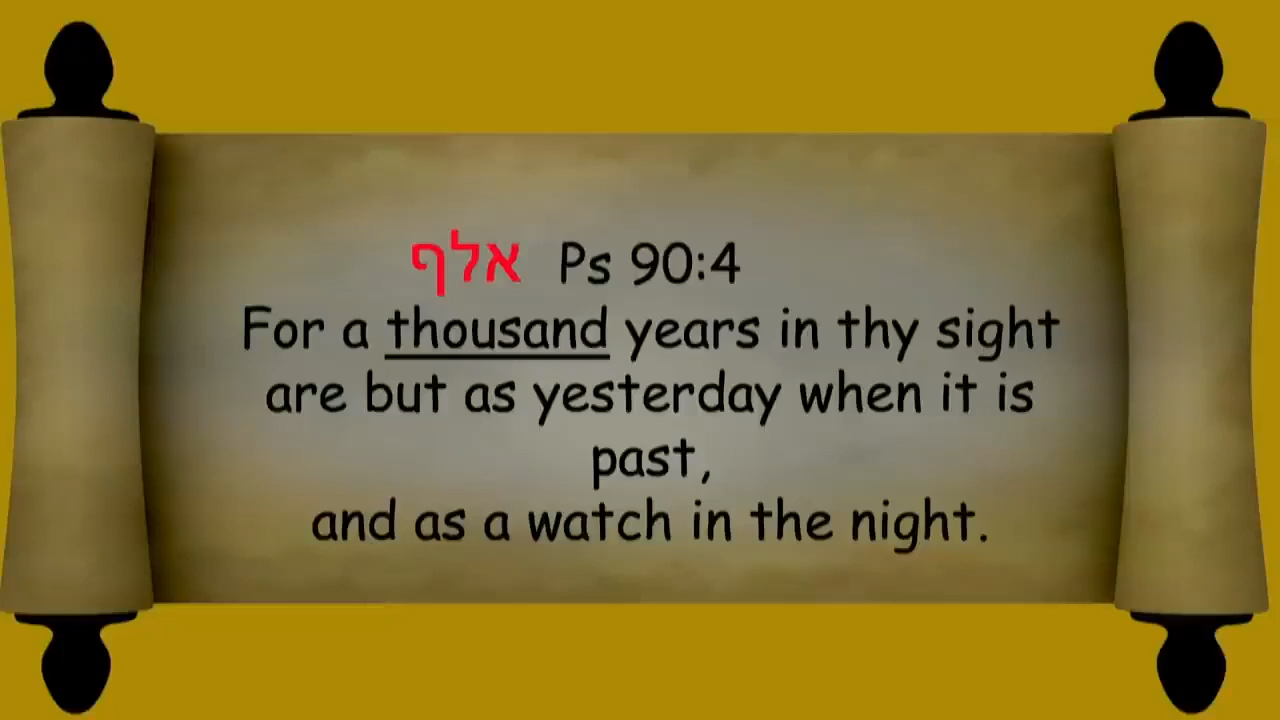 אלף Ps 90:4
For a thousand years in thy sight
are but as yesterday when it is
past,
and as a watch in the night.